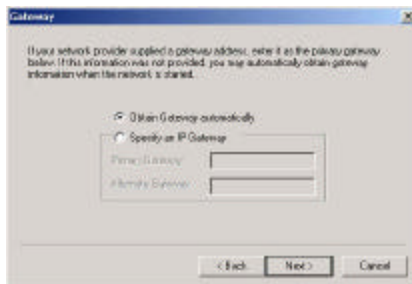 Gateway
If your network provider supplied a gateway address, enter it as the primary gateway
below. If this information was not provided, you may automatically obtain gateway
information when the network is started.
Obtain Gateway automatically
Specify an IP Gateway
Primary Gateway:
Alternate Gateway:
< Back
Next >
Cancel